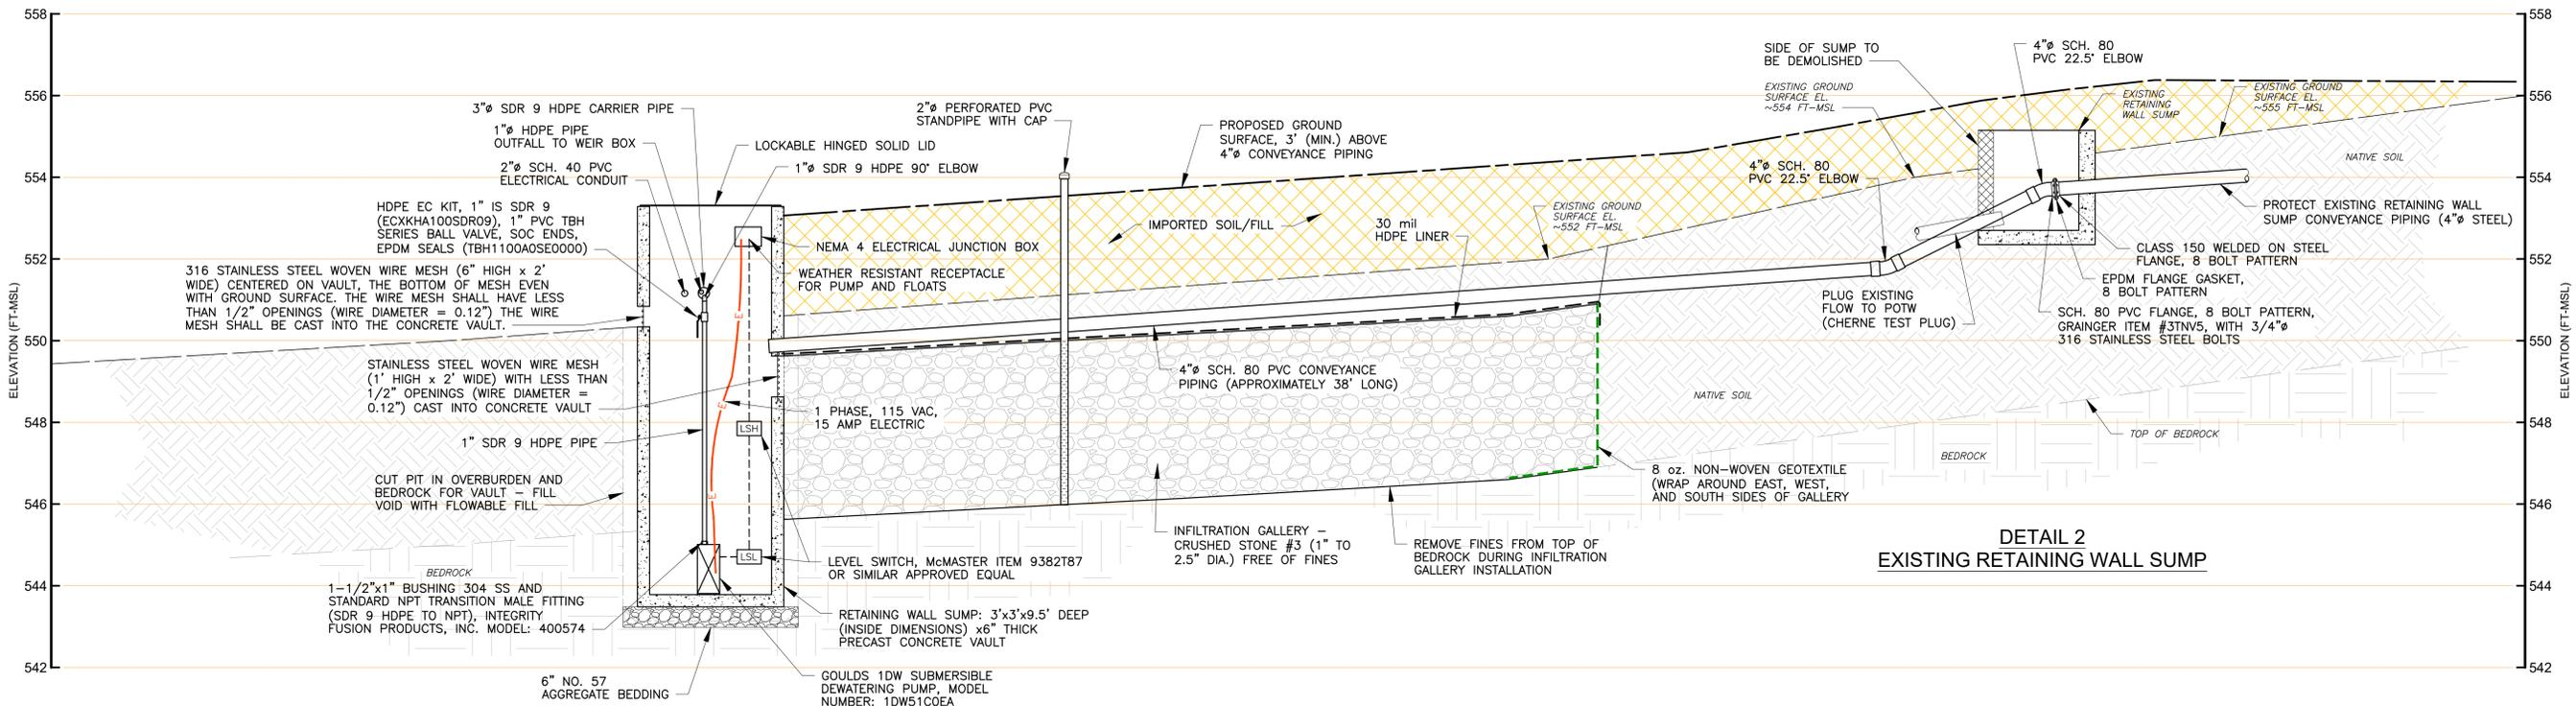 558
556
554
552
550
548
546
544
542
ELEVATION (FT-MSL)
3"ø SDR 9 HDPE CARRIER PIPE
1"ø HDPE PIPE
OUTFALL TO WEIR BOX
2"ø SCH. 40 PVC
ELECTRICAL CONDUIT
HDPE EC KIT, 1" IS SDR 9
(ECXKHA100SDR09), 1" PVC TBH
SERIES BALL VALVE, SOC ENDS,
EPDM SEALS (TBH1100A0SE0000)
316 STAINLESS STEEL WOVEN WIRE MESH (6" HIGH x 2'
WIDE) CENTERED ON VAULT, THE BOTTOM OF MESH EVEN
WITH GROUND SURFACE. THE WIRE MESH SHALL HAVE LESS
THAN 1/2" OPENINGS (WIRE DIAMETER = 0.12") THE WIRE
MESH SHALL BE CAST INTO THE CONCRETE VAULT.
STAINLESS STEEL WOVEN WIRE MESH
(1' HIGH x 2' WIDE) WITH LESS THAN
1/2" OPENINGS (WIRE DIAMETER =
0.12") CAST INTO CONCRETE VAULT
1" SDR 9 HDPE PIPE
CUT PIT IN OVERBURDEN AND
BEDROCK FOR VAULT – FILL
VOID WITH FLOWABLE FILL
BEDROCK
1-1/2"x1" BUSHING 304 SS AND
STANDARD NPT TRANSITION MALE FITTING
(SDR 9 HDPE TO NPT), INTEGRITY
FUSION PRODUCTS, INC. MODEL: 400574
6" NO. 57
AGGREGATE BEDDING
LOCKABLE HINGED SOLID LID
1"ø SDR 9 HDPE 90° ELBOW
NEMA 4 ELECTRICAL JUNCTION BOX
WEATHER RESISTANT RECEPTACLE
FOR PUMP AND FLOATS
E
E
E
LSH
LSL
1 PHASE, 115 VAC,
15 AMP ELECTRIC
LEVEL SWITCH, McMASTER ITEM 9382T87
OR SIMILAR APPROVED EQUAL
RETAINING WALL SUMP: 3'x3'x9.5' DEEP
(INSIDE DIMENSIONS) x6" THICK
PRECAST CONCRETE VAULT
GOULDS 1DW SUBMERSIBLE
DEWATERING PUMP, MODEL
NUMBER: 1DW51C0EA
2"ø PERFORATED PVC
STANDPIPE WITH CAP
PROPOSED GROUND
SURFACE, 3' (MIN.) ABOVE
4"ø CONVEYANCE PIPING
IMPORTED SOIL/FILL
30 mil
HDPE LINER
EXISTING GROUND
SURFACE EL.
~552 FT-MSL
4"ø SCH. 80 PVC CONVEYANCE
PIPING (APPROXIMATELY 38' LONG)
INFILTRATION GALLERY –
CRUSHED STONE #3 (1" TO
2.5" DIA.) FREE OF FINES
REMOVE FINES FROM TOP OF
BEDROCK DURING INFILTRATION
GALLERY INSTALLATION
8 oz. NON-WOVEN GEOTEXTILE
(WRAP AROUND EAST, WEST,
AND SOUTH SIDES OF GALLERY
NATIVE SOIL
SIDE OF SUMP TO
BE DEMOLISHED
EXISTING GROUND
SURFACE EL.
~554 FT-MSL
4"ø SCH. 80
PVC 22.5° ELBOW
4"ø SCH. 80
PVC 22.5° ELBOW
EXISTING
RETAINING
WALL SUMP
EXISTING GROUND
SURFACE EL.
~555 FT-MSL
NATIVE SOIL
PROTECT EXISTING RETAINING WALL
SUMP CONVEYANCE PIPING (4"ø STEEL)
CLASS 150 WELDED ON STEEL
FLANGE, 8 BOLT PATTERN
EPDM FLANGE GASKET,
8 BOLT PATTERN
PLUG EXISTING
FLOW TO POTW
(CHERNE TEST PLUG)
SCH. 80 PVC FLANGE, 8 BOLT PATTERN,
GRAINGER ITEM #3TNV5, WITH 3/4"ø
316 STAINLESS STEEL BOLTS
TOP OF BEDROCK
BEDROCK
DETAIL 2
EXISTING RETAINING WALL SUMP
558
556
554
552
550
548
546
544
542
ELEVATION (FT-MSL)